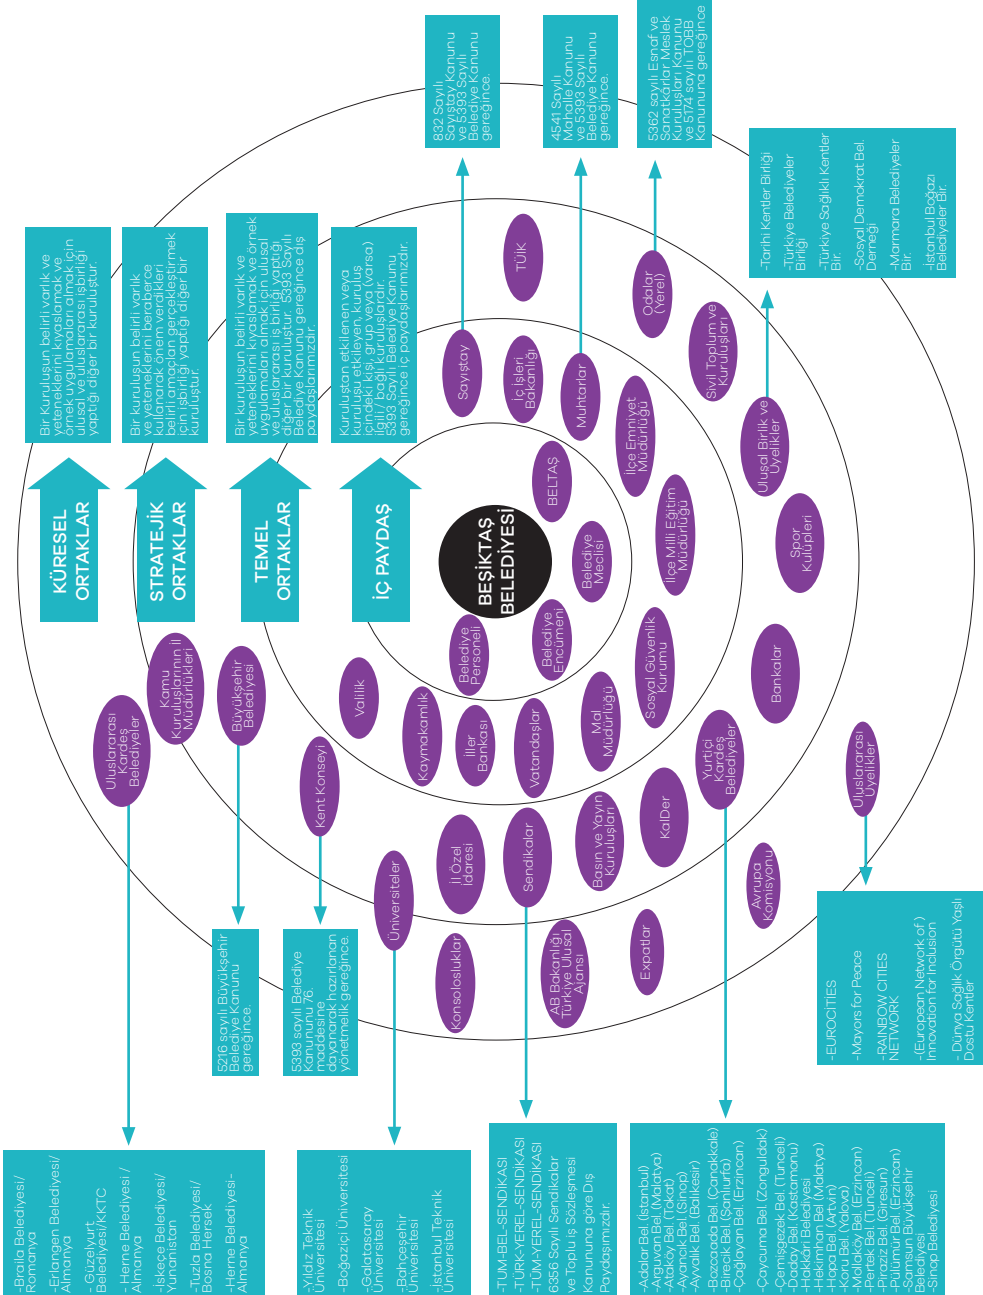 Bir Kuruluşun belirli varlık ve
yeteneklerini kıyaslamak ve
örnek uygulamaları almak için
ulusal ve uluslararası işbirliği
yaptığı diğer bir kuruluştur.
KÜRESEL
ORTAKLAR
Bir kuruluşun belirli varlık
ve yeteneklerini beraberce
kullanarak önem verdikleri
belirli amaçları gerçekleştirmek
için işbirliği yaptığı diğer bir
kuruluştur.
STRATEJİK
ORTAKLAR
Bir kuruluşun belirli varlık ve
yeteneklerini kıyaslamak ve örnek
uygulamaları almak için ulusal
ve uluslararası iş birliği yaptığı
diğer bir kuruluştur. 5393 Sayılı
Belediye Kanunu gereğince dış
paydaşlarımızdır.
TEMEL
ORTAKLAR
Kuruluştan etkilenen veya
kuruluşu etkileyen, kuruluş
içindeki kişi, grup veya (varsa)
ilgili/ bağlı kuruluşlardır.
5393 Sayılı Belediye Kanunu
gereğince iç paydaşlarımızdır.
İÇ PAYDAŞ
832 Sayılı
Sayıştay Kanunu
ve 5393 Sayılı
Belediye Kanunu
gereğince.
4541 Sayılı
Mahalle Kanunu
ve 5393 Sayılı
Belediye Kanunu
gereğince.
5362 sayılı Esnaf ve
Sanatkârlar Meslek
Kuruluşları Kanunu
ve 5174 sayılı TOBB
Kanununa gereğince
-Tarihi Kentler Birliği
-Türkiye Belediyeler
Birliği
-Türkiye Sağlıklı Kentler
Bir.
-Sosyal Demokrat Bel.
Derneği
-Marmara Belediyeler
Bir.
-İstanbul Boğazı
Belediyeler Bir.
TÜİK
Sayıştay
İç İşleri
Bakanlığı
Muhtarlar
Odalar
(Yerel)
Sivil Toplum ve
Kuruluşları
Uluşal Birlik ve
Üyelikler
İlçe Emniyet
Müdürlüğü
İlçe Milli Eğitim
Müdürlüğü
Spor
Kulüpleri
BELTAŞ
Belediye
Meclisi
BEŞİKTAŞ
BELEDİYESİ
Belediye
Encümeni
Belediye
Personeli
Sosyal Güvenlik
Kurumu
Mal
Müdürlüğü
Vatandaşlar
İller
Bankası
Kaymakamlık
Valilik
Bankalar
Yurtiçi
Kardeş
Belediyeler
KalDer
Basın ve Yayın
Kuruluşları
Sendikalar
İl Özel
İdaresi
Üniversiteler
Kent Konseyi
Büyükşehir
Belediyesi
Kamu
Kuruluşlarının İl
Müdürlükleri
Uluslararası
Kardeş
Belediyeler
Uluslararası
Üyelikler
Avrupa
Komisyonu
Expatlar
AB Bakanlığı
Türkiye Ulusal
Ajansı
Konsolosluklar
5216 sayılı Büyükşehir
Belediye Kanunu
gereğince.
5393 sayılı Belediye
Kanununu 76.
maddesine
dayanarak hazırlanan
yönetmelik gereğince.
-EUROCİTİES
-Mayors for Peace
-RAINBOW CITIES
NETWORK
-(European Network of )
Innovation for Inclusion
- Dünya Sağlık Örgütü Yaşlı
Dostu Kentler
-Braila Belediyesi/
Romanya
-Erlangen Belediyesi/
Almanya
- Güzelyurt
Belediyesi/KKTC
- Herne Belediyesi /
Almanya
-İskeçe Belediyesi/
Yunanistan
-Tuzla Belediyesi/
Bosna Hersek
-Herne Belediyesi-
Almanya
-Yıldız Teknik
Üniversitesi
-Boğaziçi Üniversitesi
-Galatasaray
Üniversitesi
-Bahçeşehir
Üniversitesi
-İstanbul Teknik
Üniversitesi
-TUM-BEL-SENDİKASI
-TÜRK-YEREL-SENDİKASI
-TÜM-YEREL-SENDİKASI
6356 Sayılı Sendikalar
ve Toplu iş Sözleşmesi
Kanuna göre Dış
Paydaşımızdır.
-Adalar Bel.(İstanbul)
-Arguvan Bel. (Malatya)
-Ataköy Bel.(Tokat)
-Ayancık Bel.(Sinop)
-Ayvalık Bel.(Balıkesir)
-Bozcaada Bel.(Çanakkale)
-Birecik Bel.(Şanlıurfa)
-Çağlayan Bel. (Erzincan)
-Çaycuma Bel.(Zonguldak)
-Çemişgezek Bel.(Tunceli)
-Daday Bel.(Kastamonu)
-Hakkâri Belediyesi
-Hekimhan Bel.(Malatya)
-Hopa Bel.(Artvin)
-Koru Bel. (Yalova)
-Mollaköy Bel.(Erzincan)
-Pertek Bel.(Tunceli)
-Piraziz Bel.(Giresun)
-Pülümür Bel.(Erzincan)
-Samsun Büyükşehir
Belediyesi
-Sinop Belediyesi